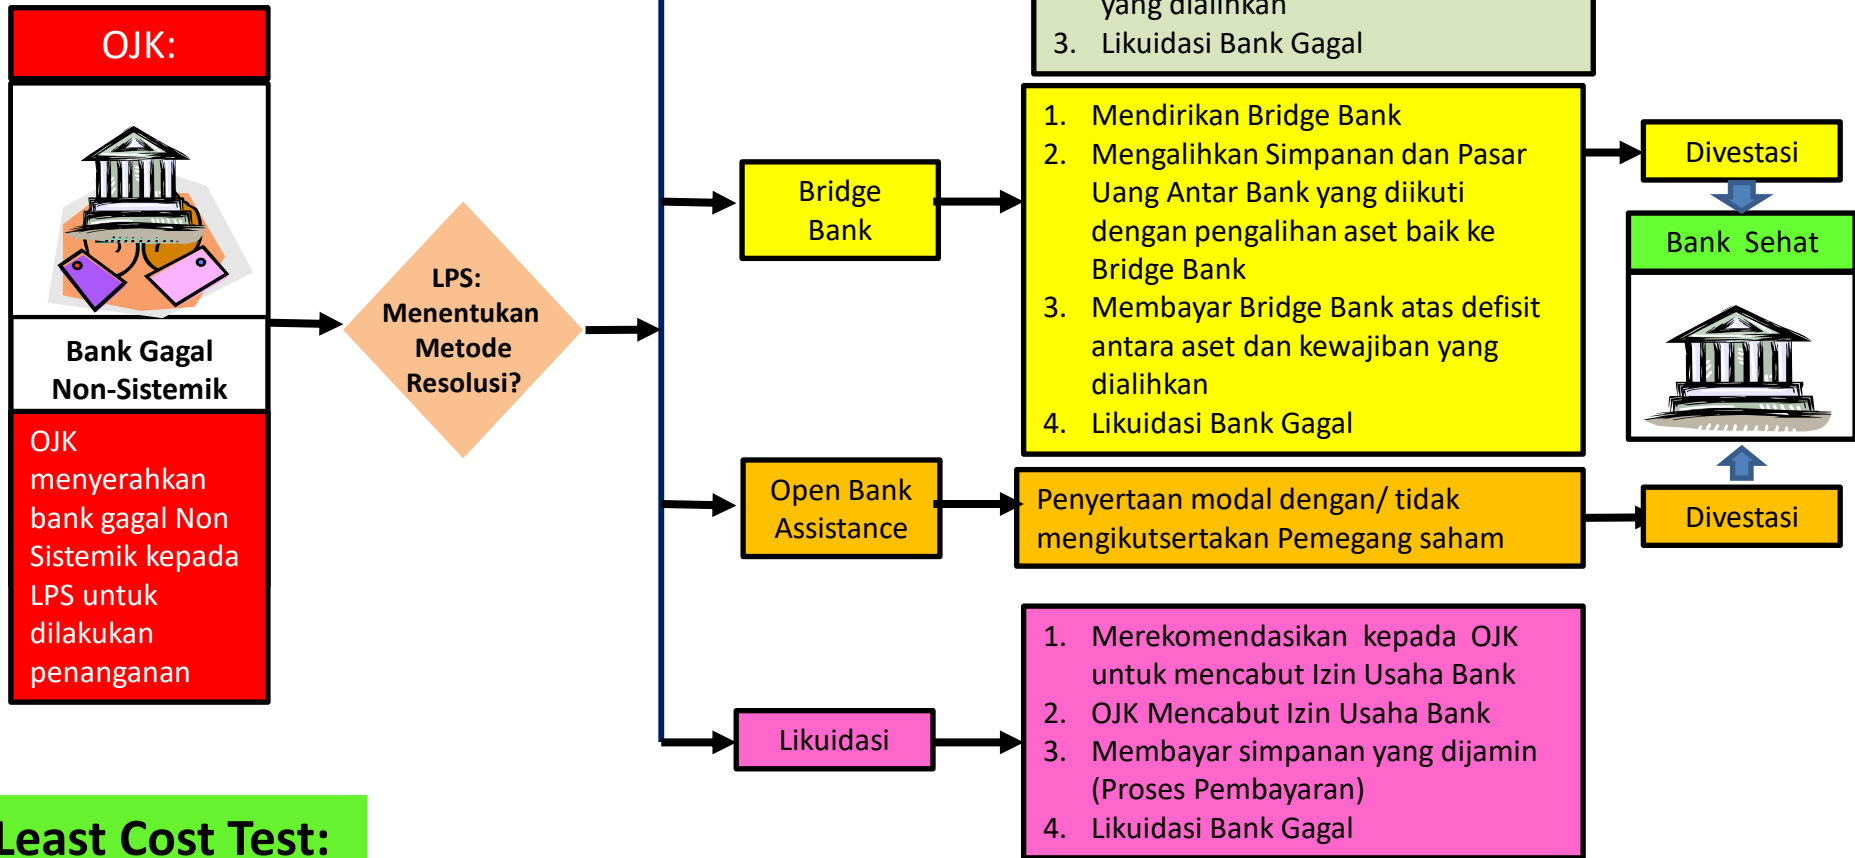 OJK:
Bank Gagal
Non-Sistemik
OJK
menyerahkan
bank gagal Non
Sistemik kepada
LPS untuk
dilakukan
penanganan
LPS:
Menentukan
Metode
Resolusi?
yang dialihkan
3. Likuidasi Bank Gagal
Bridge
Bank
1. Mendirikan Bridge Bank
2. Mengalihkan Simpanan dan Pasar
Uang Antar Bank yang diikuti
dengan pengalihan aset baik ke
Bridge Bank
3. Membayar Bridge Bank atas defisit
antara aset dan kewajiban yang
dialihkan
4. Likuidasi Bank Gagal
Divestasi
Bank Sehat
Open Bank
Assistance
Penyertaan modal dengan/ tidak
mengikutsertakan Pemegang saham
Divestasi
Likuidasi
1. Merekomendasikan kepada OJK
untuk mencabut Izin Usaha Bank
2. OJK Mencabut Izin Usaha Bank
3. Membayar simpanan yang dijamin
(Proses Pembayaran)
4. Likuidasi Bank Gagal
Least Cost Test: